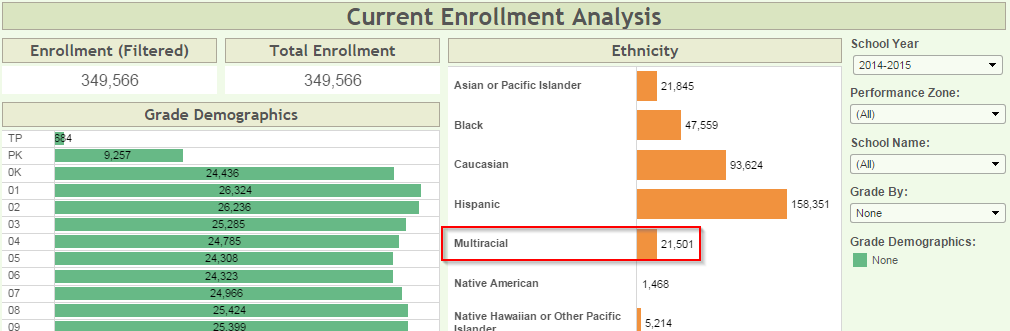 Current Enrollment Analysis
Enrollment (Filtered)
349,566
Total Enrollment
349,566
Grade Demographics
TP 684
PK 9,257
0K 24,436
01 26,324
02 26,236
03 25,285
04 24,785
05 24,308
06 24,323
07 24,966
08 25,424
09 25,399
Ethnicity
Asian or Pacific Islander 21,845
Black 47,559
Caucasian 93,624
Hispanic 158,351
Multiracial 21,501
Native American 1,468
Native Hawaiian or Other Pacific
Islander 5,214
School Year
2014-2015
Performance Zone:
(All)
School Name:
(All)
Grade By:
None
Grade Demographics:
None